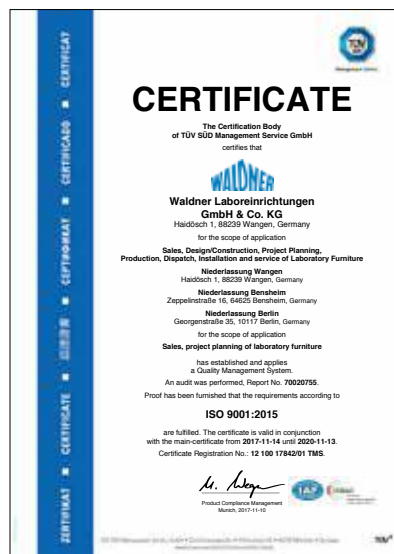 TÜV
CERTIFICATE
The Certification Body
of TÜV SÜD Management Service GmbH
certifies that
WALDNER
Waldner Laboreinrichtungen
GmbH & Co. KG
Haidösch 1, 88239 Wangen, Germany
for the scope of application
Sales, Design/Construction, Project Planning,
Production, Dispatch, Installation and service of Laboratory Furniture
Niederlassung Wangen
Haidösch 1, 88239 Wangen, Germany
Niederlassung Bensheim
Zeppelinstraße 16, 64625 Bensheim, Germany
Niederlassung Berlin
Georgenstraße 35, 10117 Berlin, Germany
for the scope of application
Sales, project planning of laboratory furniture
has established and applies
a Quality Management System.
An audit was performed, Report No. 70020755.
Proof has been furnished that the requirements according to
ISO 9001:2015
are fulfilled. The certificate is valid in conjunction
with the main-certificate from 2017-11-14 until 2020-11-13.
Certificate Registration No.: 12 100 17842/01 TMS.
Product Compliance Management
Munich, 2017-11-10
TÜV®
ZERTIFIKAT ■ CERTIFICATE ■
■ СЕРТИФИКАТ ■ CERTIFICADO ■ CERTIFICAT